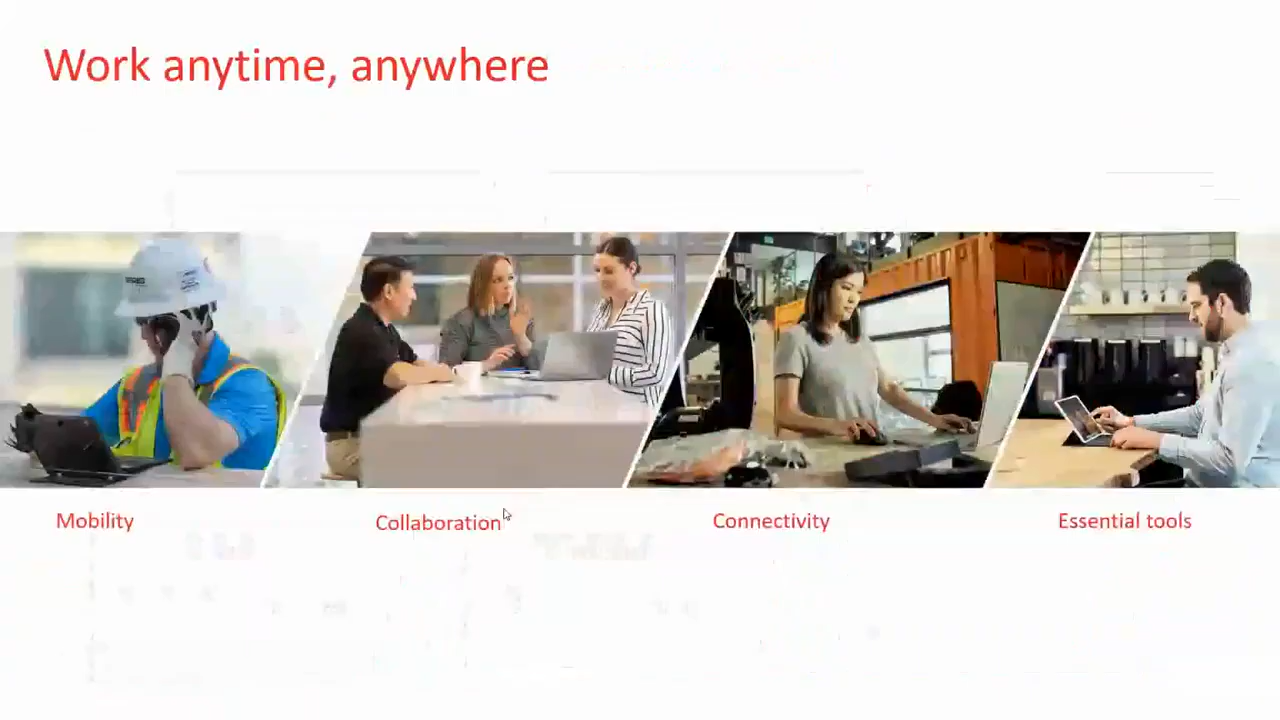 Work anytime, anywhere
Mobility
Collaboration
Connectivity
Essential tools